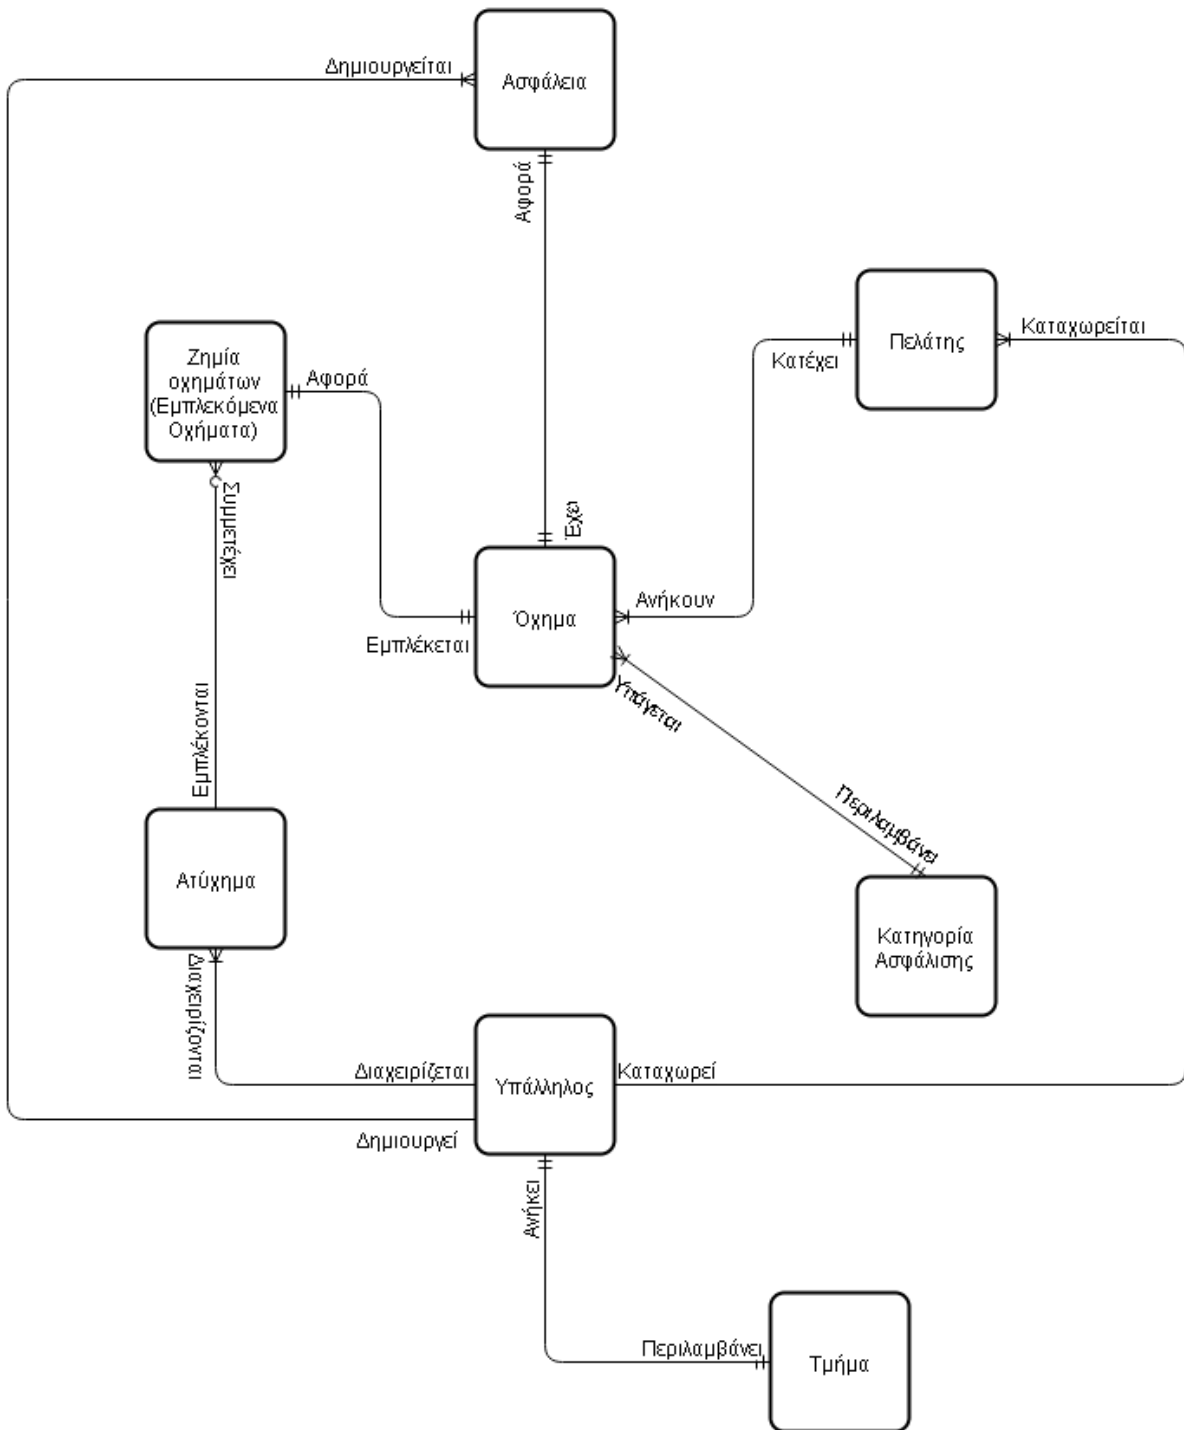 Δημιουργείται
Ασφάλεια
Αφορά
Πελάτης
Καταχωρείται
Κατέχει
Ζημία
οχημάτων
(Εμπλεκόμενα
Οχήματα)
Αφορά
Συμμετέχει
Έχει
Όχημα
Ανήκουν
Εμπλέκεται
Υπάγεται
Εμπλέκονται
Περιλαμβάνει
Ατύχημα
Κατηγορία
Ασφάλισης
Διαχειρίζονται
Διαχειρίζεται
Υπάλληλος
Καταχωρεί
Δημιουργεί
Ανήκει
Περιλαμβάνει
Τμήμα